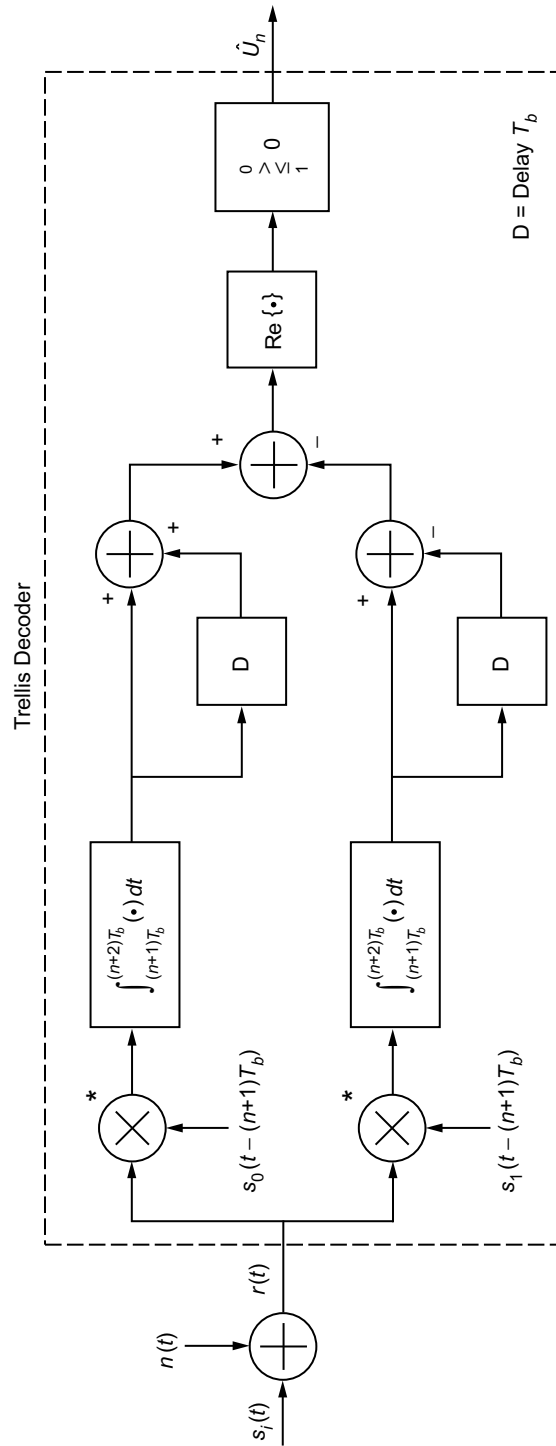 Trellis Decoder
s_i(t)
n(t)
r(t)
*
s_0(t – (n+1)T_b)
∫_{(n+1)T_b}^{(n+2)T_b} (•) dt
D
+
+
*
s_1(t – (n+1)T_b)
∫_{(n+1)T_b}^{(n+2)T_b} (•) dt
D
+
–
+
–
Re {•}
0
> 0
≤
1
Û_n
D = Delay T_b